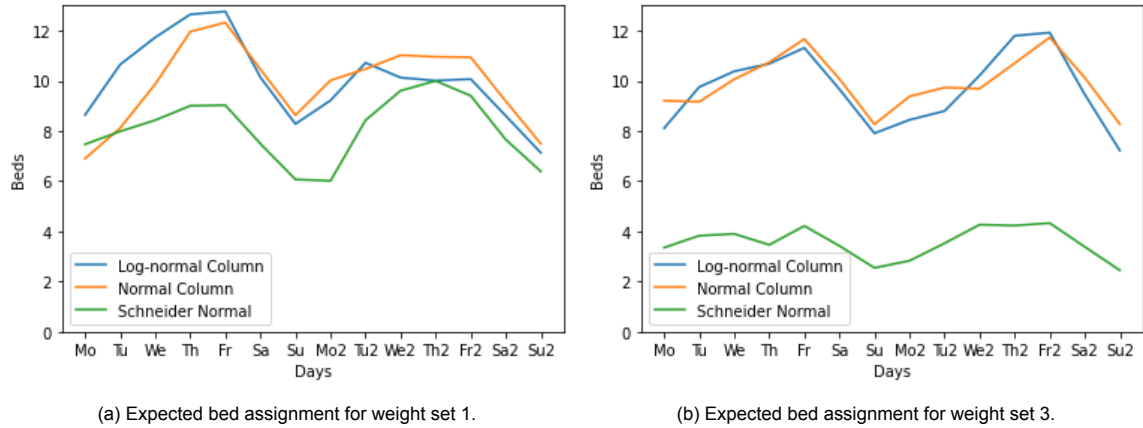 12
10
8
6
4
2
0
Beds
Log-normal Column
Normal Column
Schneider Normal
Mo Tu We Th Fr Sa Su Mo2 Tu2 We2 Th2 Fr2 Sa2 Su2
Days
(a) Expected bed assignment for weight set 1.
12
10
8
6
4
2
0
Beds
Log-normal Column
Normal Column
Schneider Normal
Mo Tu We Th Fr Sa Su Mo2 Tu2 We2 Th2 Fr2 Sa2 Su2
Days
(b) Expected bed assignment for weight set 3.